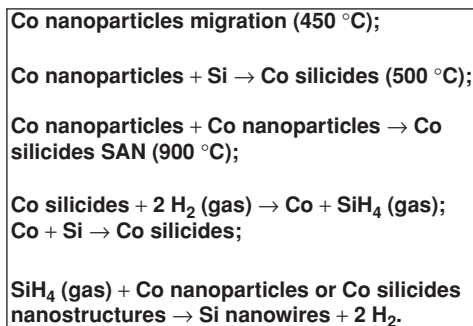 Co nanoparticles migration (450 °C);
Co nanoparticles + Si → Co silicides (500 °C);
Co nanoparticles + Co nanoparticles → Co
silicides SAN (900 °C);
Co silicides + 2 H₂ (gas) → Co + SiH₄ (gas);
Co + Si → Co silicides;
SiH₄ (gas) + Co nanoparticles or Co silicides
nanostructures → Si nanowires + 2 H₂.